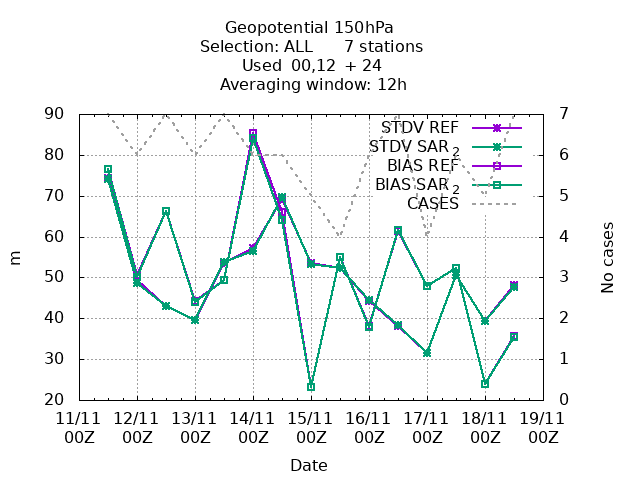 Geopotential 150hPa
Selection: ALL 7 stations
Used 00,12 + 24
Averaging window: 12h
90 7
STDV REF
STDV SAR 2
80 6
BIAS REF
BIAS SAR 2
70 5
CASES
60 4
m
No cases
50 3
40 2
30 1
20 0
11/11 12/11 13/11 14/11 15/11 16/11 17/11 18/11 19/11
00Z 00Z 00Z 00Z 00Z 00Z 00Z 00Z 00Z
Date